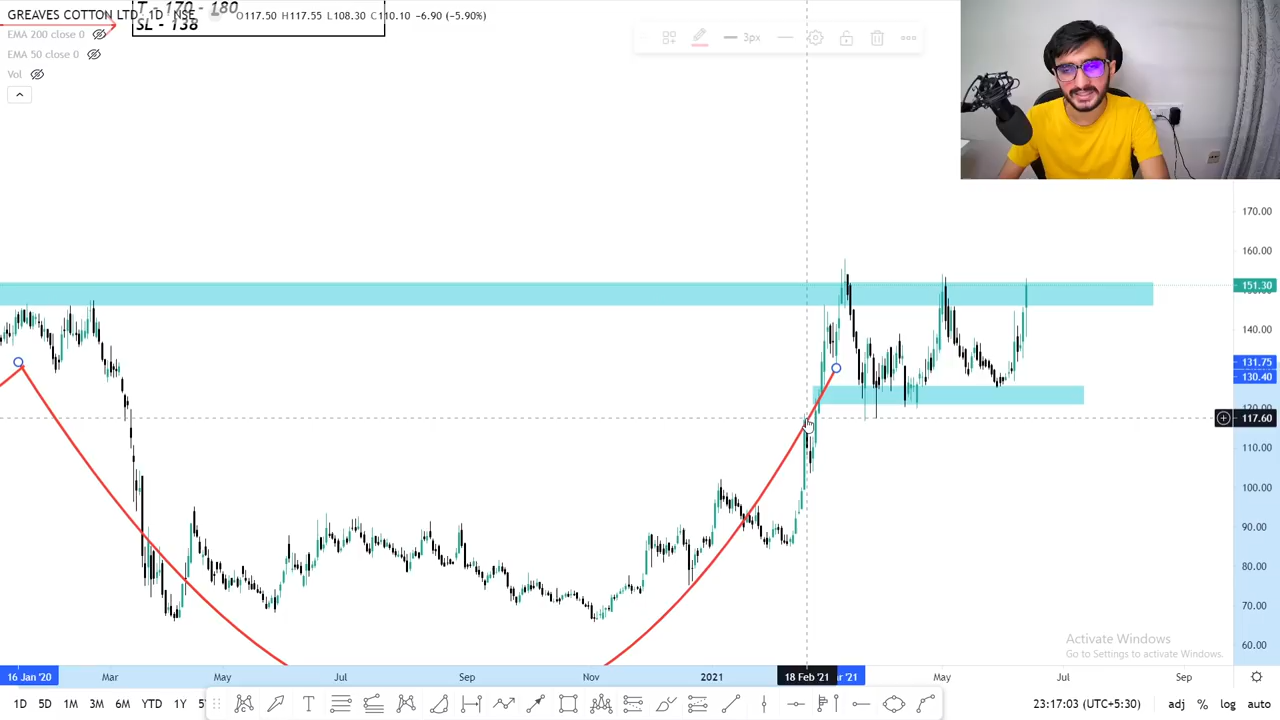 GREAVES COTTON LTD · 1D · NSE O117.50 H117.55 L108.30 C110.10 -6.90 (-5.90%)
T - 170 - 180
SL - 138
EMA 200 close 0
EMA 50 close 0
Vol
3px
170.00
160.00
151.30
140.00
131.75
130.40
117.60
110.00
100.00
90.00
80.00
70.00
60.00
Activate Windows
Go to Settings to activate Windows.
16 Jan '20 Mar May Jul Sep Nov 2021 18 Feb '21 '21 May Jul Sep
1D 5D 1M 3M 6M YTD 1Y 23:17:03 (UTC+5:30) adj % log auto